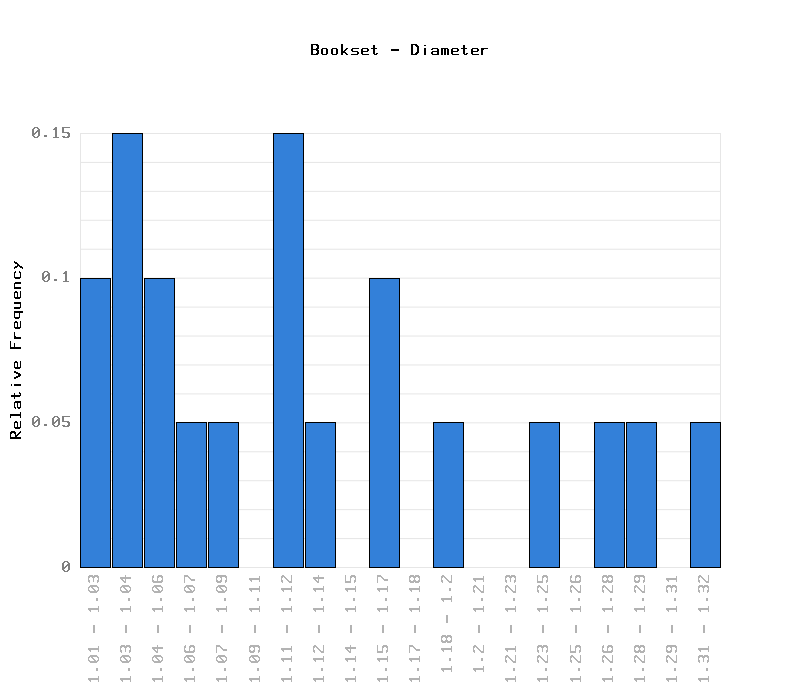 Bookset - Diameter
Relative Frequency
0.15
0.1
0.05
0
1.01 - 1.03
1.03 - 1.04
1.04 - 1.06
1.06 - 1.07
1.07 - 1.09
1.09 - 1.11
1.11 - 1.12
1.12 - 1.14
1.14 - 1.15
1.15 - 1.17
1.17 - 1.18
1.18 - 1.2
1.2 - 1.21
1.21 - 1.23
1.23 - 1.25
1.25 - 1.26
1.26 - 1.28
1.28 - 1.29
1.29 - 1.31
1.31 - 1.32